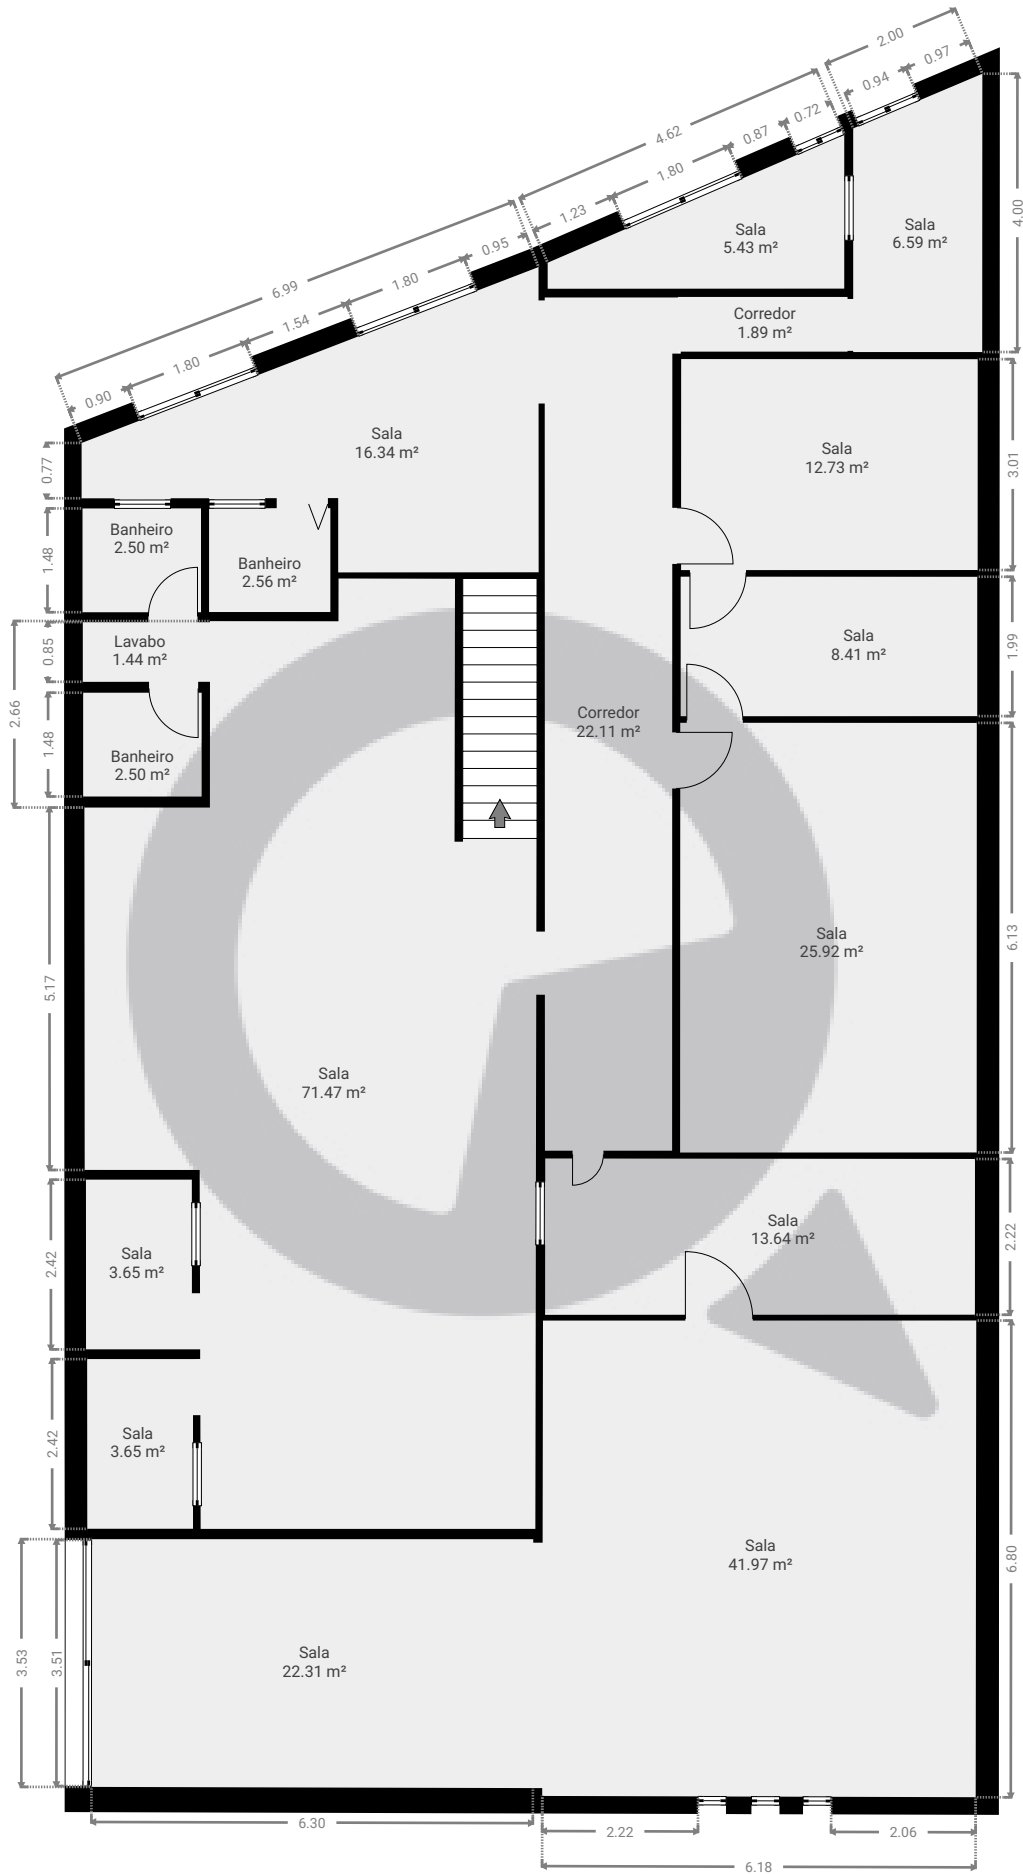 2.00
0.97
0.94
4.62
0.72
0.87
1.80
1.23
6.99
0.95
1.80
1.54
1.80
0.90
4.00
Sala
5.43 m²
Sala
6.59 m²
Corredor
1.89 m²
Sala
16.34 m²
Sala
12.73 m²
0.77
3.01
Banheiro
2.50 m²
Banheiro
2.56 m²
1.48
Lavabo
1.44 m²
0.85
Sala
8.41 m²
1.99
2.66
Corredor
22.11 m²
1.48
Banheiro
2.50 m²
Sala
25.92 m²
6.13
5.17
Sala
71.47 m²
Sala
13.64 m²
2.22
2.42
Sala
3.65 m²
2.42
Sala
3.65 m²
Sala
41.97 m²
6.80
Sala
22.31 m²
3.53
3.51
6.30
2.22
2.06
6.18